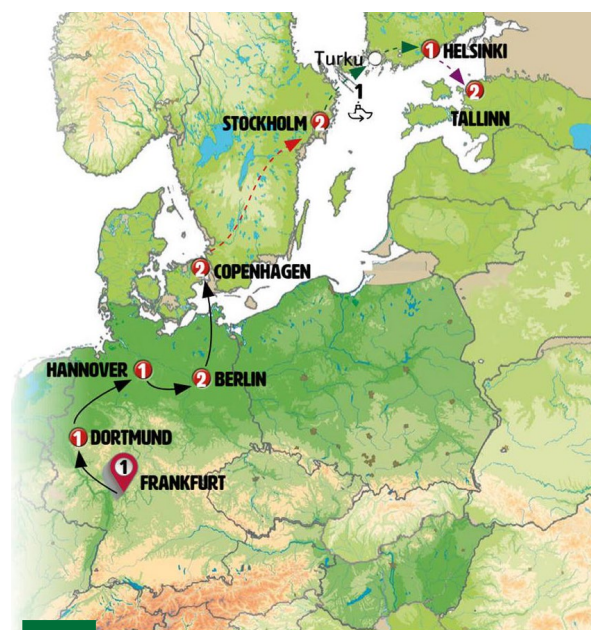 Turku
1 HELSINKI
1
2
TALLINN
STOCKHOLM 2
2 COPENHAGEN
HANNOVER 1
2 BERLIN
1 DORTMUND
1
FRANKFURT